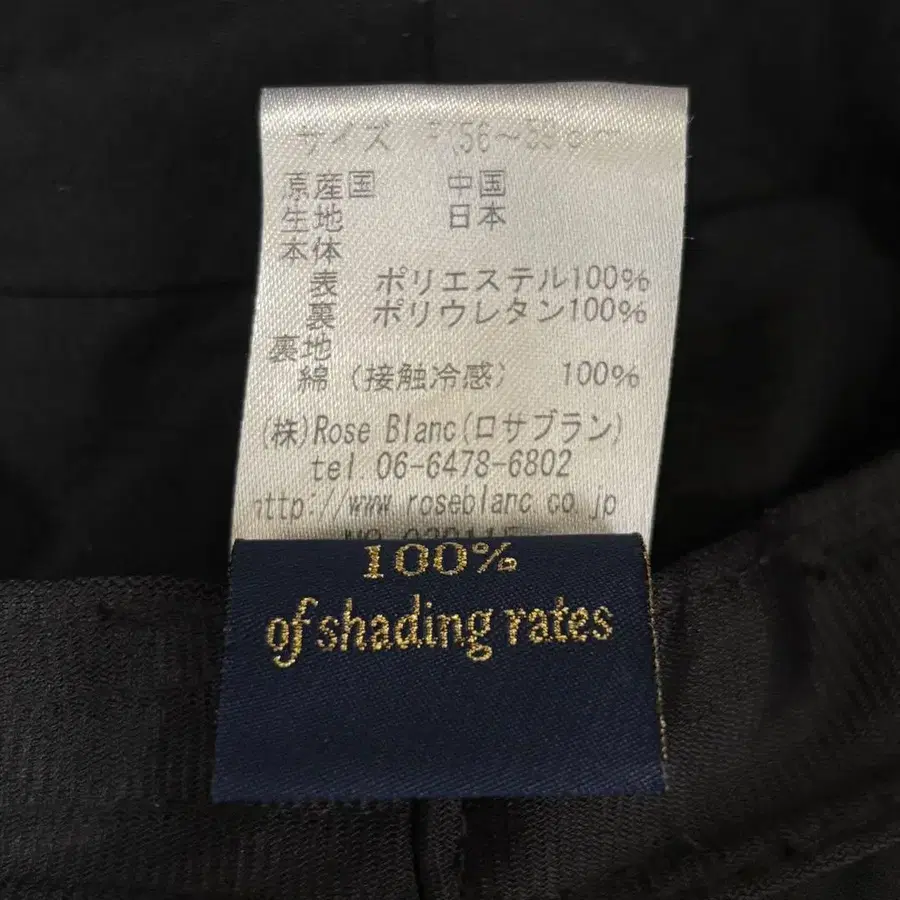 サイズ (56～59cm
原産国 中国
生地 日本
本体
表 ポリエステル100%
裏 ポリウレタン100%
裏地
綿（接触冷感） 100%
(株)Rose Blanc(ロサブラン)
tel 06-6478-6802
http://www.roseblanc.co.jp
100%
of shading rates